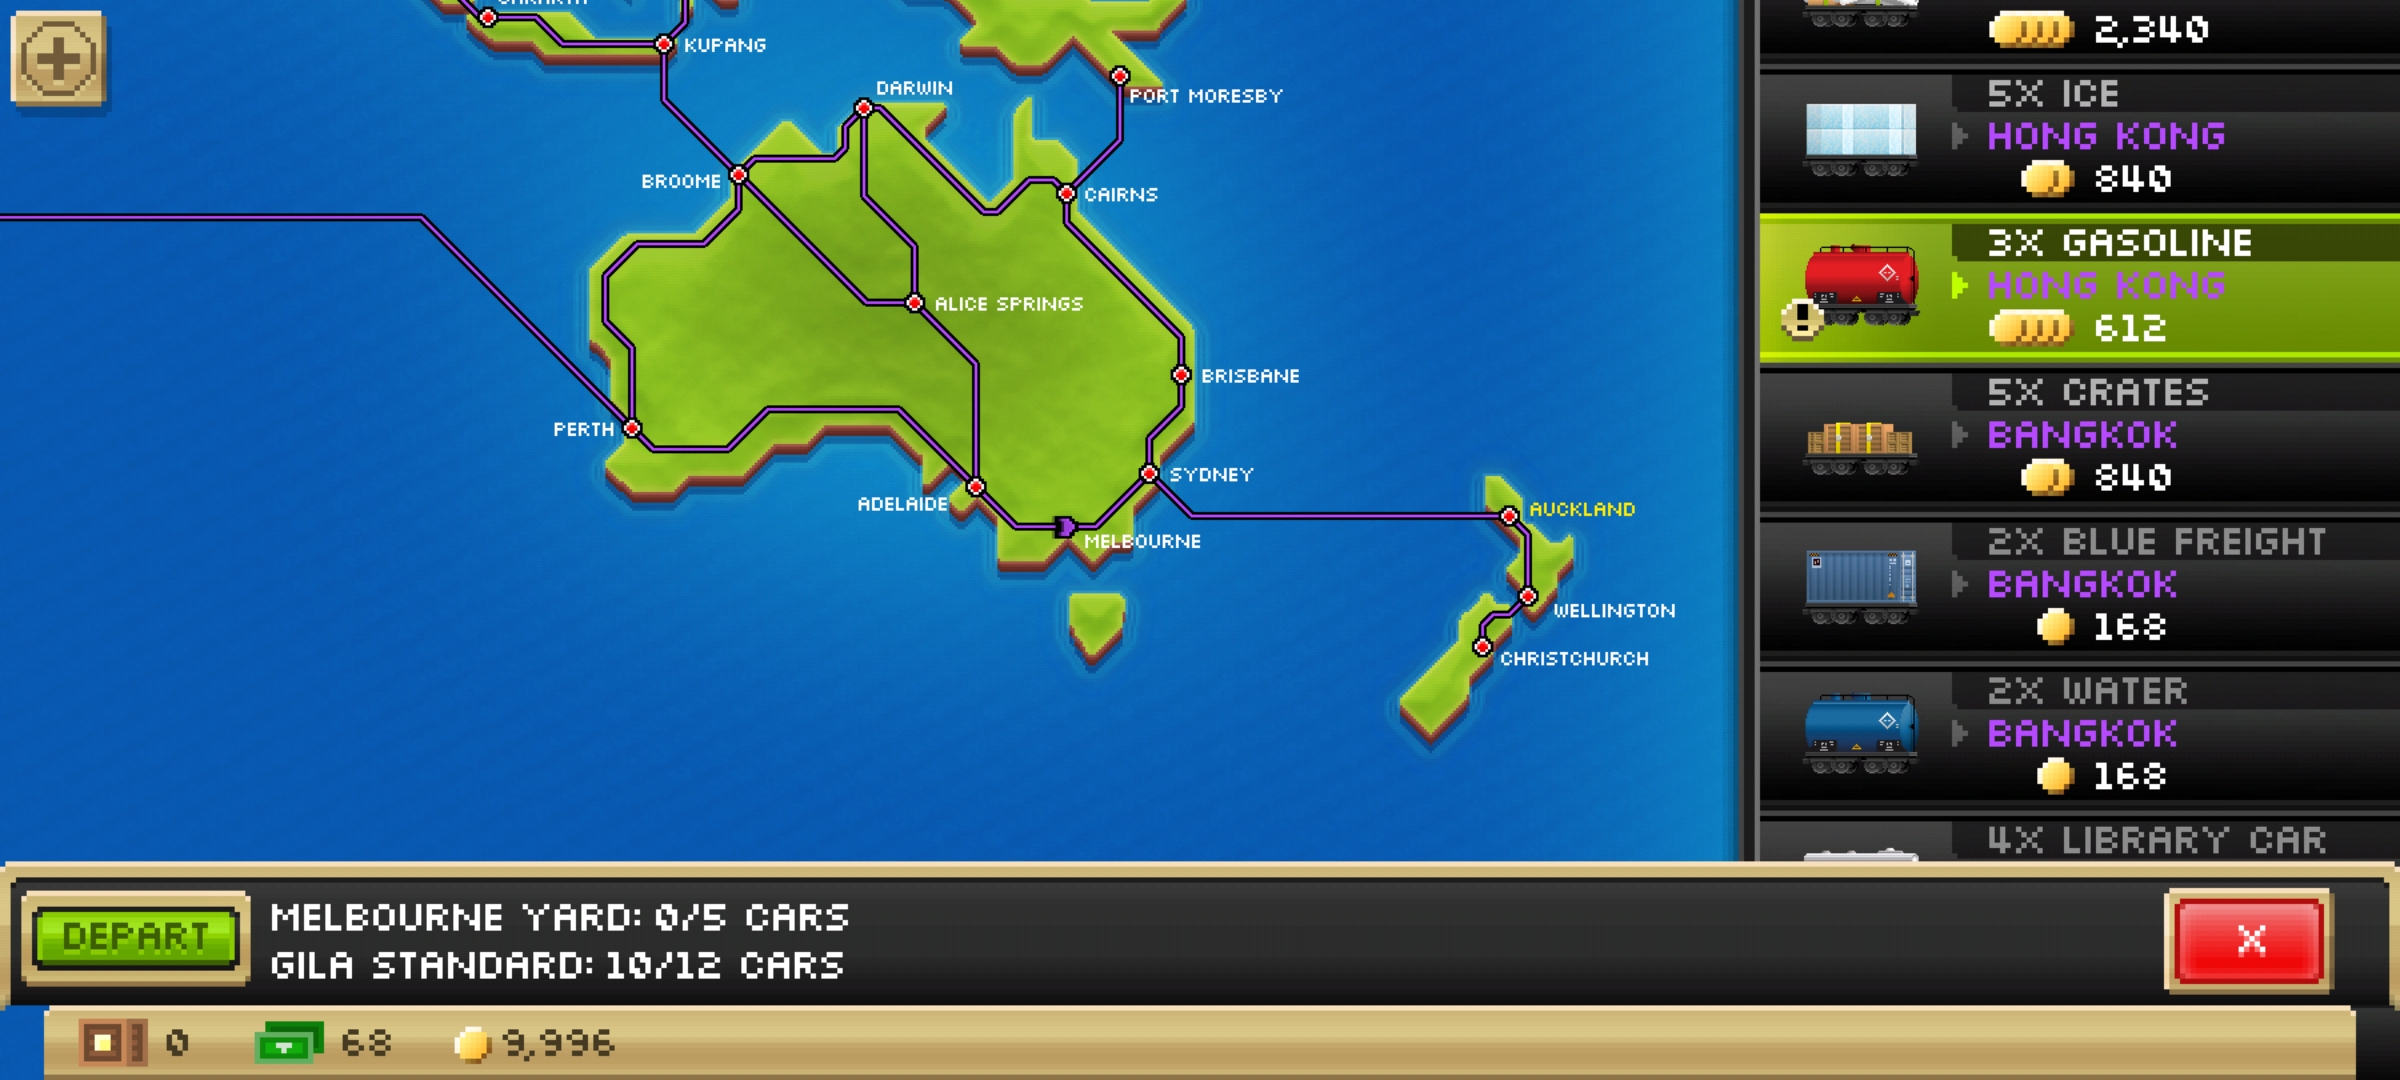 KUPANG
DARWIN
PORT MORESBY
BROOME
CAIRNS
ALICE SPRINGS
BRISBANE
PERTH
SYDNEY
ADELAIDE
AUCKLAND
MELBOURNE
WELLINGTON
CHRISTCHURCH
2,340
5X ICE
HONG KONG
840
3X GASOLINE
HONG KONG
!
612
5X CRATES
BANGKOK
840
2X BLUE FREIGHT
BANGKOK
168
2X WATER
BANGKOK
168
4X LIBRARY CAR
DEPART
MELBOURNE YARD: 0/5 CARS
GILA STANDARD: 10/12 CARS
X
0
68
9,996